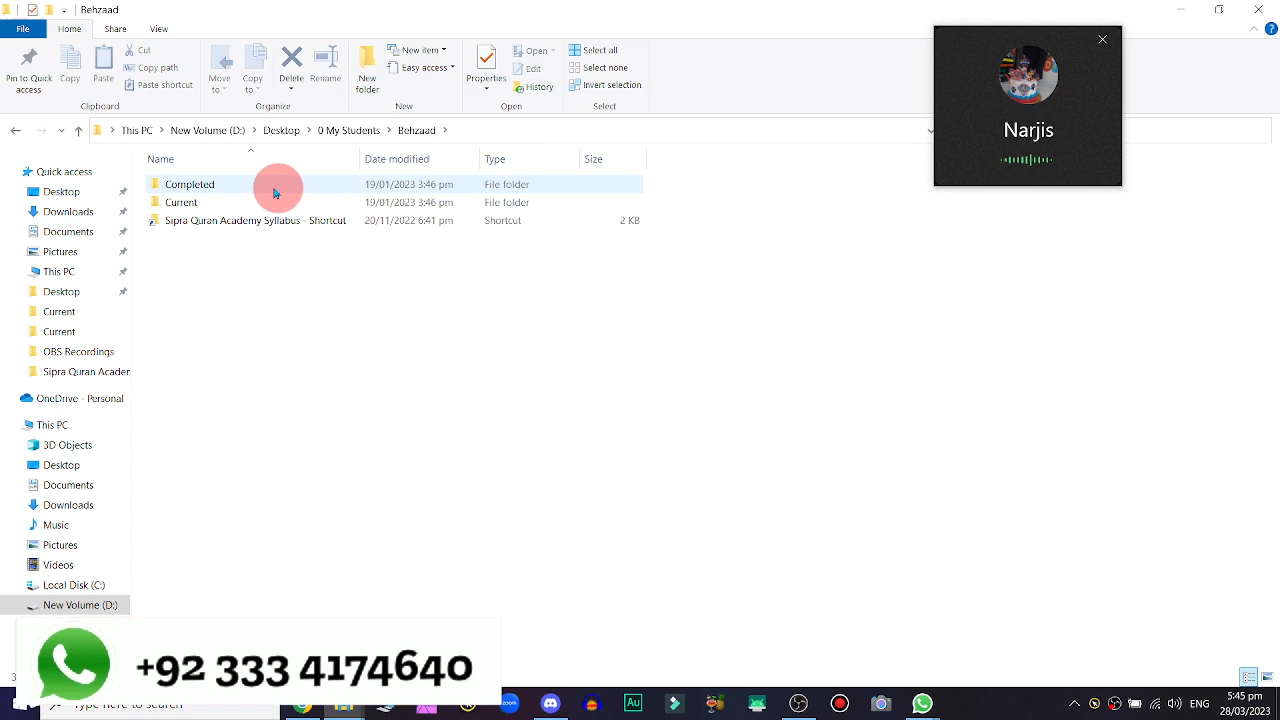 Behzaad
File Home Share View
Pin to Quick access
Copy
Paste
Cut
Copy path
Paste shortcut
Clipboard
Move to
Copy to
Delete
Rename
Organize
New folder
New item
Easy access
New
Properties
Open
Edit
History
Open
Select all
Select none
Invert selection
Select
This PC > New Volume (D:) > Desktop > 0 My Students > Behzaad >
Narjis
Name Date modified Type Size
Completed 19/01/2023 3:46 pm File folder
Current 19/01/2023 3:46 pm File folder
Sipra Quran Academy Syllabus - Shortcut 20/11/2022 6:41 pm Shortcut 2 KB
Quick access
Desktop
Downloads
Documents
Pictures
This PC
Desktop
Current
Current
OBS Recordings
Sipra Quran Acader
OneDrive - Personal
This PC
3D Objects
Desktop
Documents
Downloads
Music
Pictures
Videos
Local Disk (C:)
New Volume (D:)
+92 333 4174640
zoom
Au
ENG
5:45 pm
26/03/2023